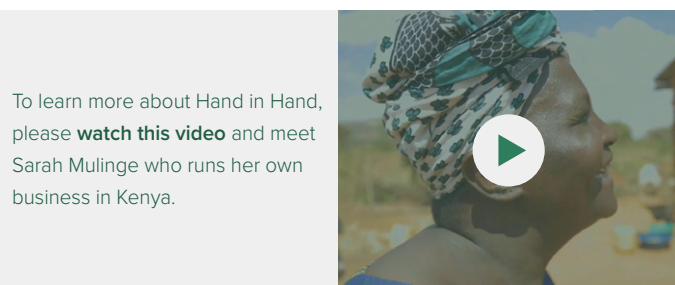 To learn more about Hand in Hand,
please watch this video and meet
Sarah Mulinge who runs her own
business in Kenya.